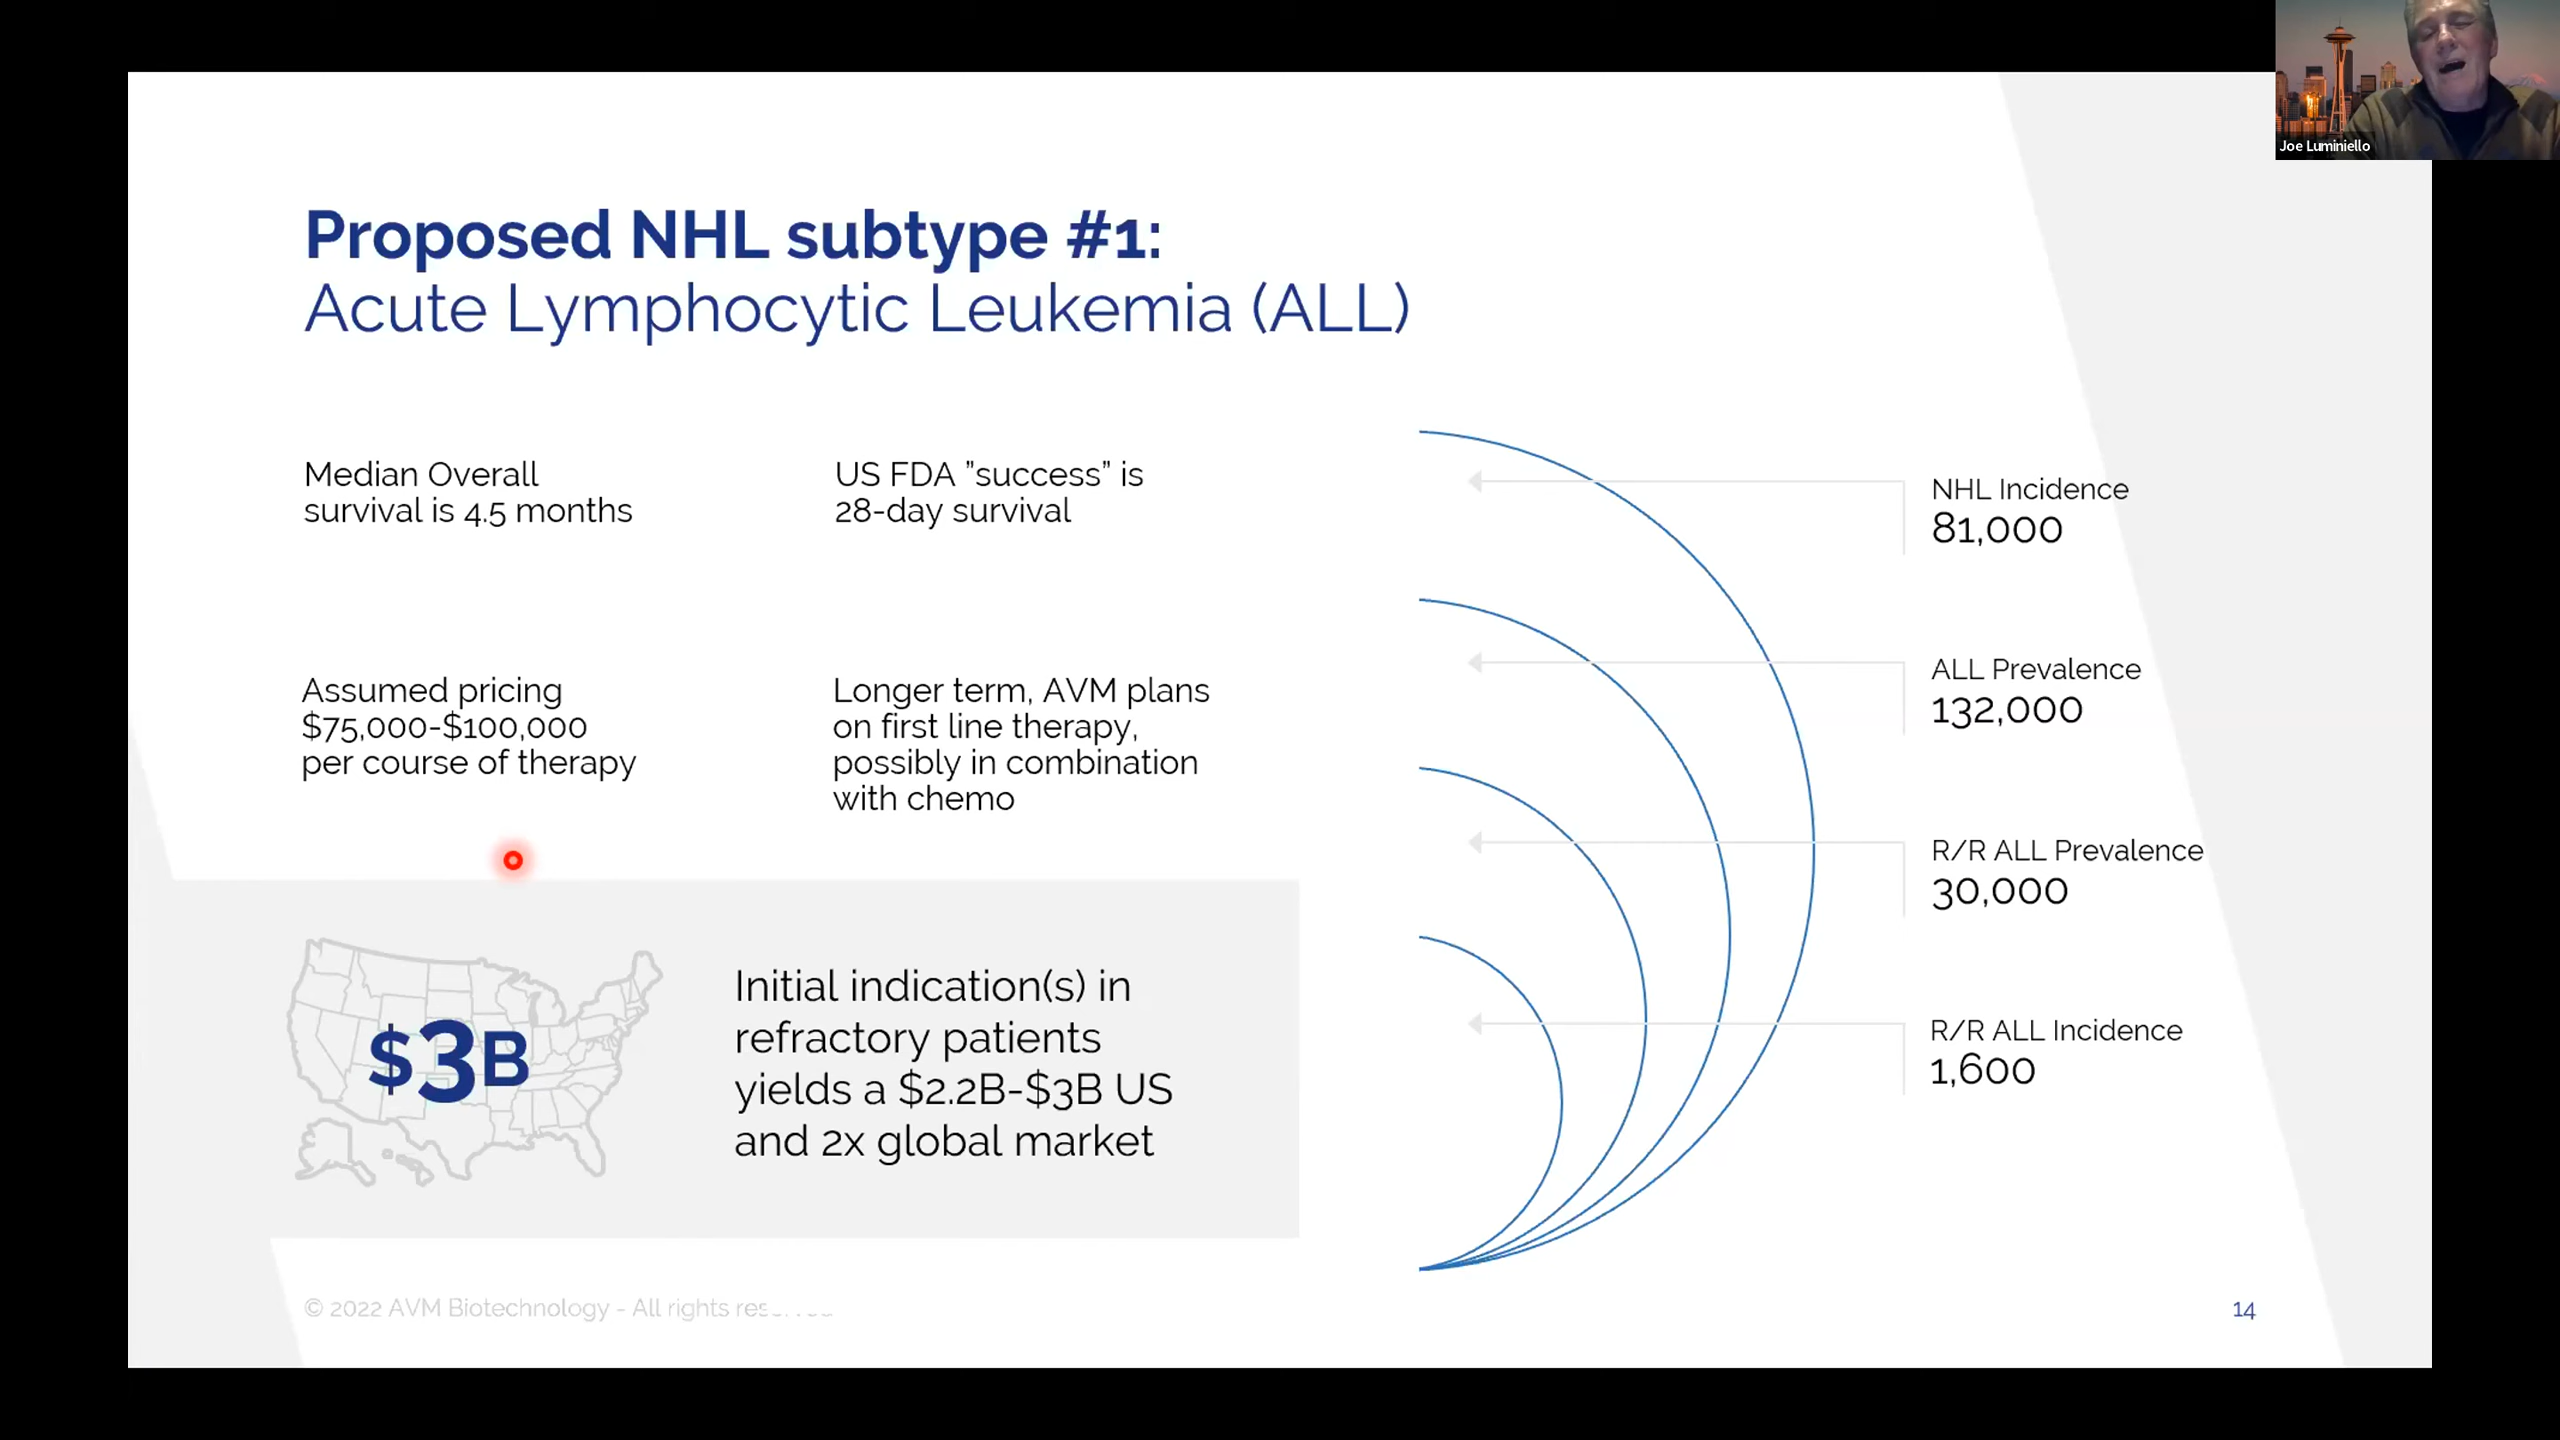 Joe Luminiello
Proposed NHL subtype #1:
Acute Lymphocytic Leukemia (ALL)
Median Overall
survival is 4.5 months
US FDA ”success” is
28-day survival
Assumed pricing
$75,000-$100,000
per course of therapy
Longer term, AVM plans
on first line therapy,
possibly in combination
with chemo
$3B
Initial indication(s) in
refractory patients
yields a $2.2B-$3B US
and 2x global market
NHL Incidence
81,000
ALL Prevalence
132,000
R/R ALL Prevalence
30,000
R/R ALL Incidence
1,600
© 2022 AVM Biotechnology - All rights reserved
14